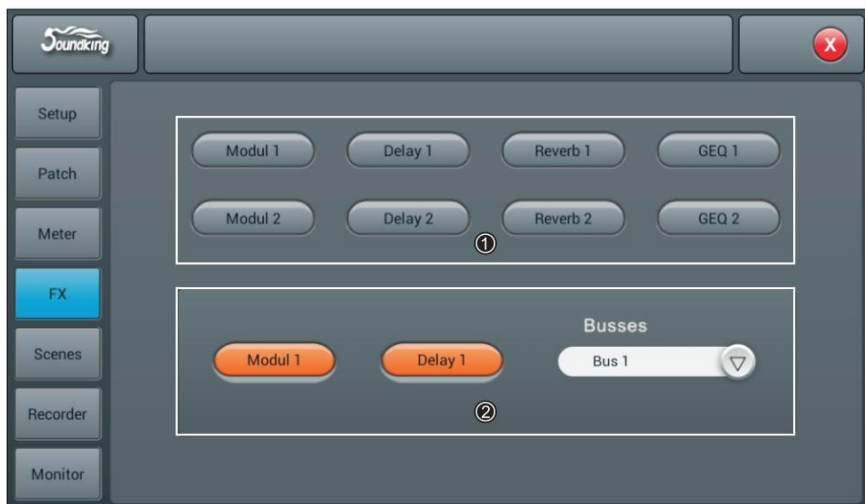 Soundking
X
Setup
Patch
Meter
FX
Scenes
Recorder
Monitor
Modul 1 Delay 1 Reverb 1 GEQ 1
Modul 2 Delay 2 Reverb 2 GEQ 2
①
Busses
Modul 1 Delay 1 Bus 1
②